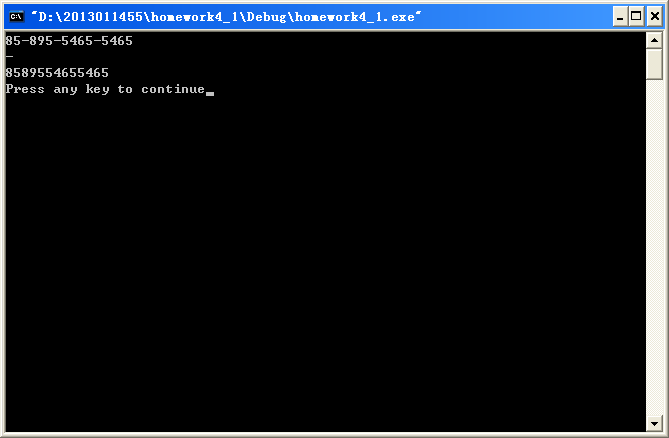 "D:\2013011455\homework4_1\Debug\homework4_1.exe"
85-895-5465-5465
-
8589554655465
Press any key to continue